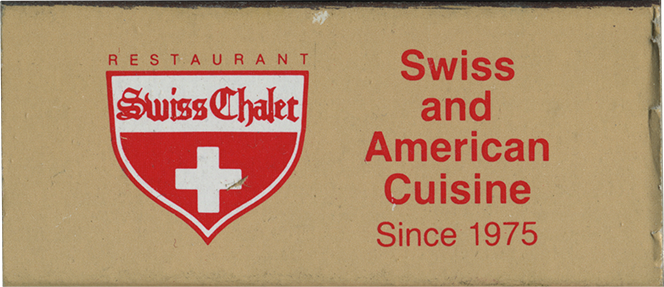 RESTAURANT
Swiss Chalet
Swiss
and
American
Cuisine
Since 1975